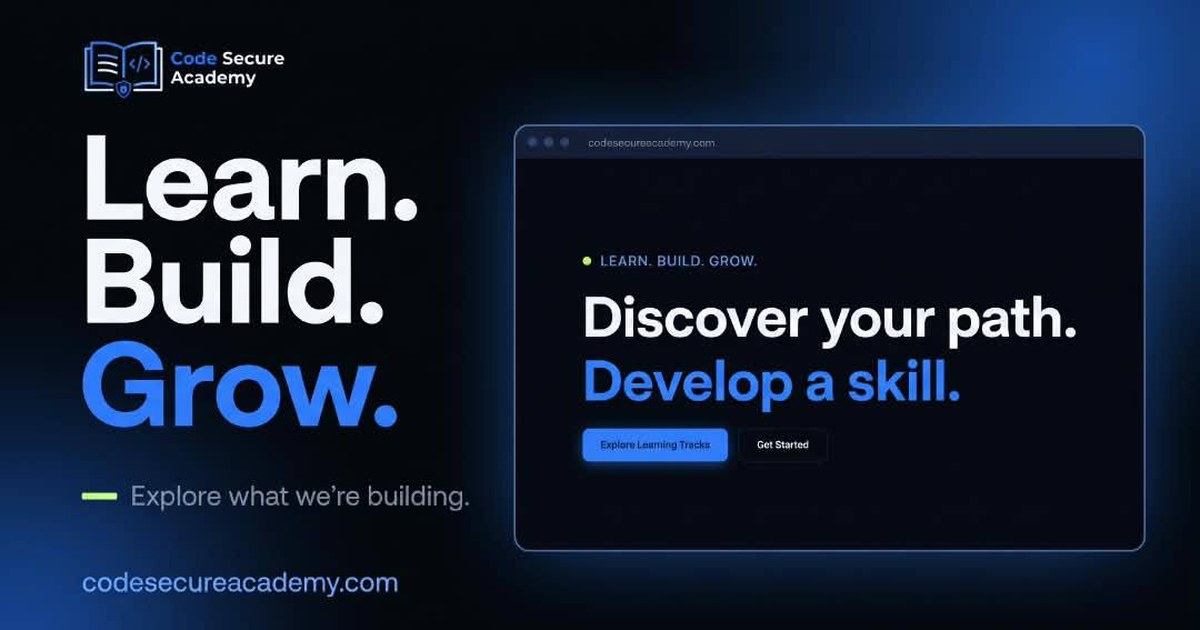 Code Secure
Academy
Learn.
Build.
Grow.
Explore what we’re building.
codesecureacademy.com
codesecureacademy.com
LEARN. BUILD. GROW.
Discover your path.
Develop a skill.
Explore Learning Tracks
Get Started